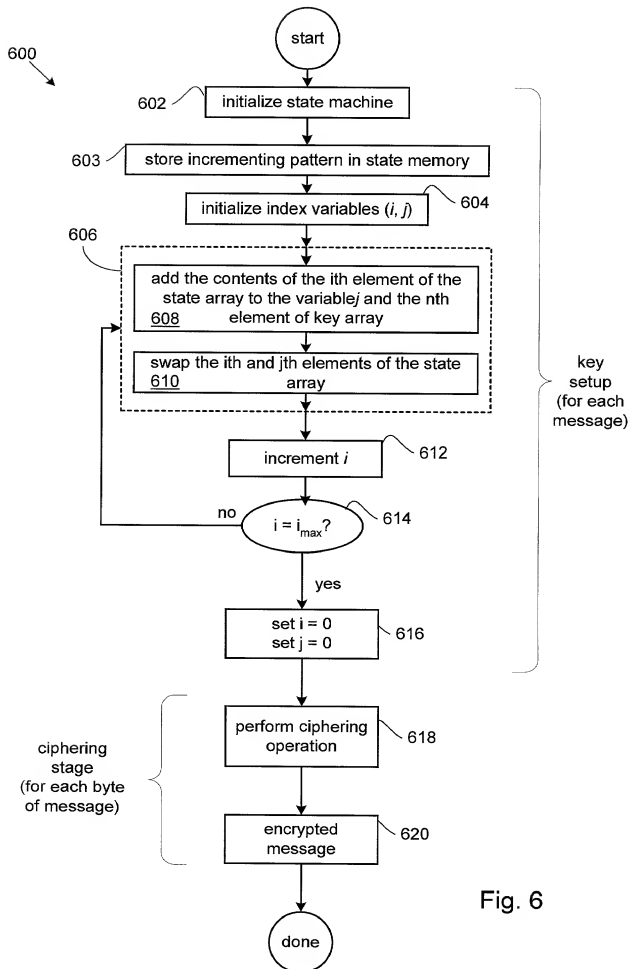 start
600
602
initialize state machine
603
store incrementing pattern in state memory
initialize index variables (i, j)
604
606
add the contents of the ith element of the
state array to the variablej and the nth
608 element of key array
swap the ith and jth elements of the state
610 array
key
setup
(for each
message)
increment i
612
no
i = imax?
614
yes
set i = 0
set j = 0
616
ciphering
stage
(for each byte
of message)
perform ciphering
operation
618
encrypted
message
620
Fig. 6
done